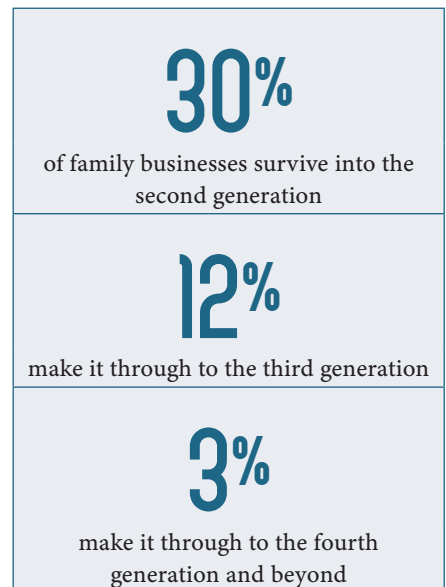 30%
of family businesses survive into the
second generation
12%
make it through to the third generation
3%
make it through to the fourth
generation and beyond